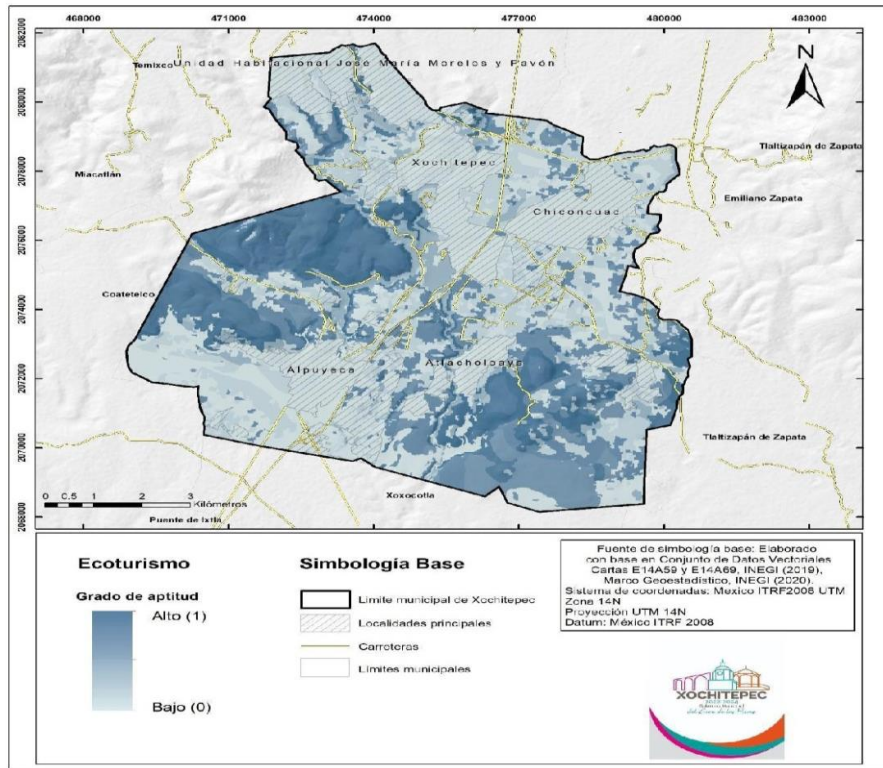 468000 471000 474000 477000 480000 483000
2082000
2080000
2078000
2076000
2074000
2072000
2070000
2068000
N
Temixco
Unidad Habitacional José María Morelos y Pavón
Tlaltizapán de Zapata
Xochitepec
Miacatlán
Emiliano Zapata
Chiconcuac
Coatetelco
Alpuyeca
Atlacholoaya
Tlaltizapán de Zapata
Xoxocotla
0 0.5 1 2 3
Kilómetros
Puente de Ixtla
Ecoturismo
Grado de aptitud
Alto (1)
Bajo (0)
Simbología Base
Límite municipal de Xochitepec
Localidades principales
Carreteras
Límites municipales
Fuente de simbología base: Elaborado
con base en Conjunto de Datos Vectoriales
Cartas E14A59 y E14A69, INEGI (2019),
Marco Geoestadístico, INEGI (2020).
Sistema de coordenadas: Mexico ITRF2008 UTM
Zona 14N
Proyección UTM 14N
Datum: México ITRF 2008
XOCHITEPEC